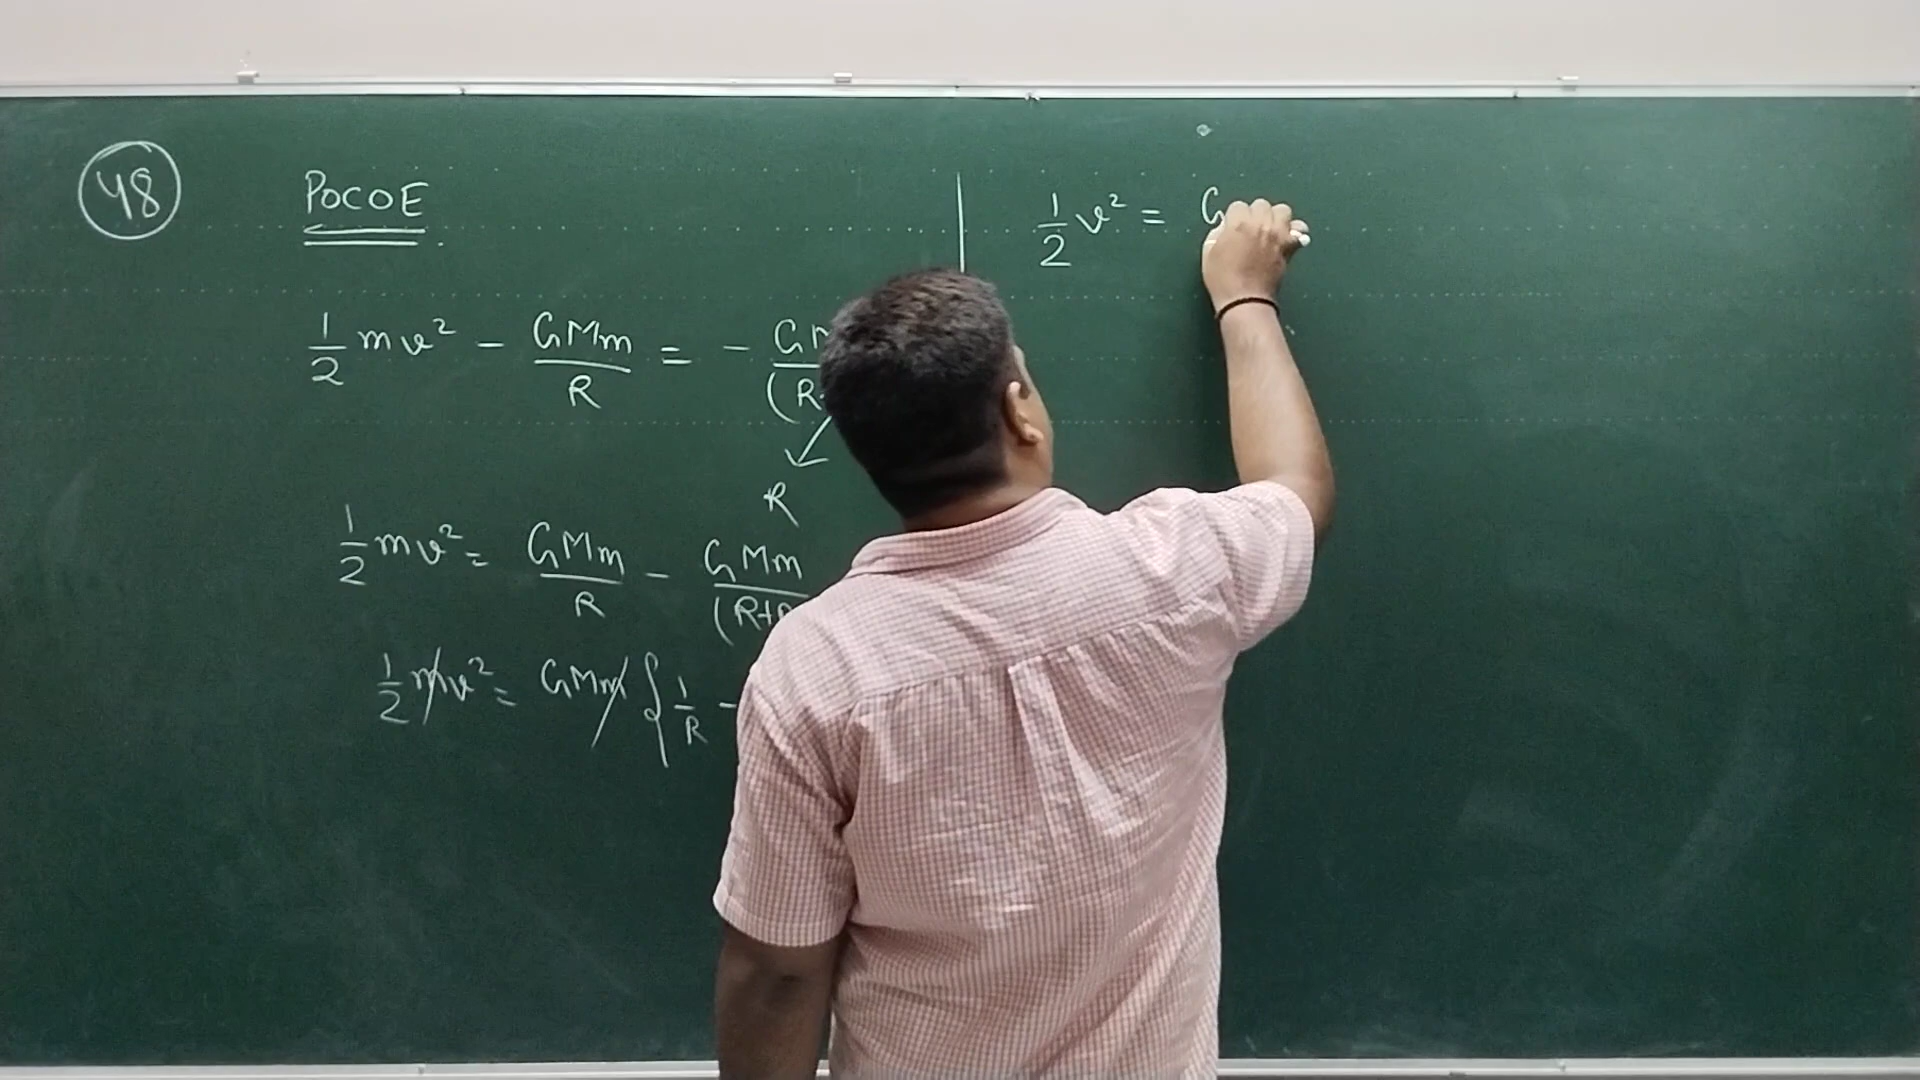 48
POCOE
1/2 mv² - GMm/R = - G
(R
R
1/2 mv² = GMm/R - GMm/(R+
1/2 mv² = GMm { 1/R -
1/2 v² = G